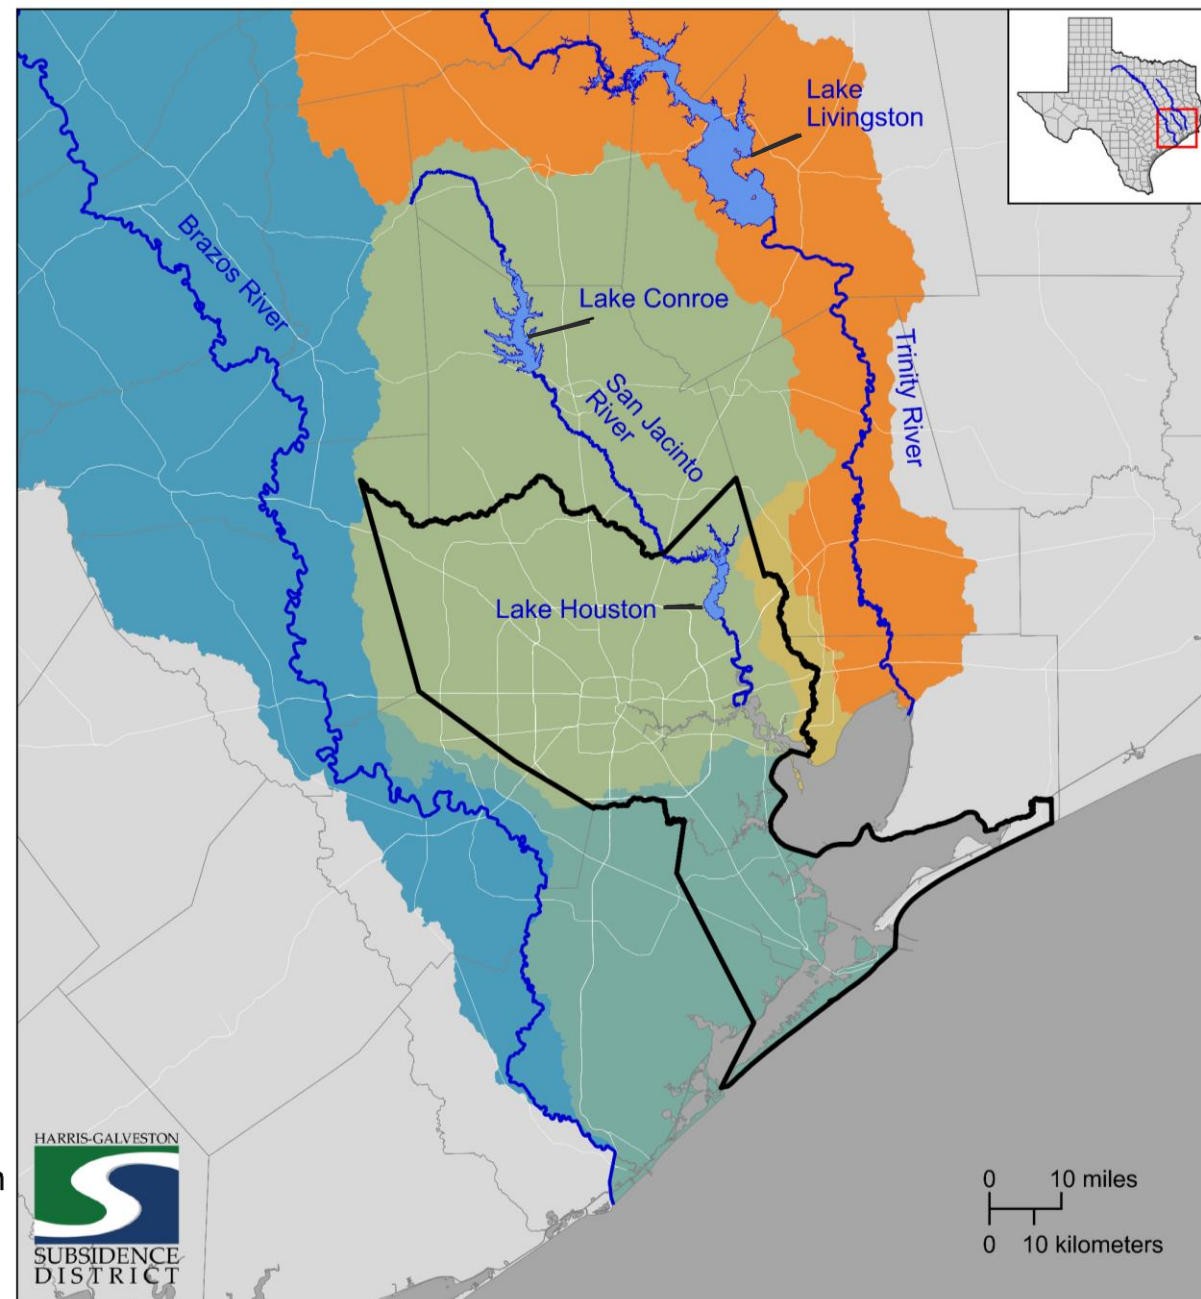 Lake
Livingston
Brazos River
Lake Conroe
San Jacinto
River
Trinity River
Lake Houston
HARRIS-GALVESTON
SUBSIDENCE
DISTRICT
0 10 miles
0 10 kilometers